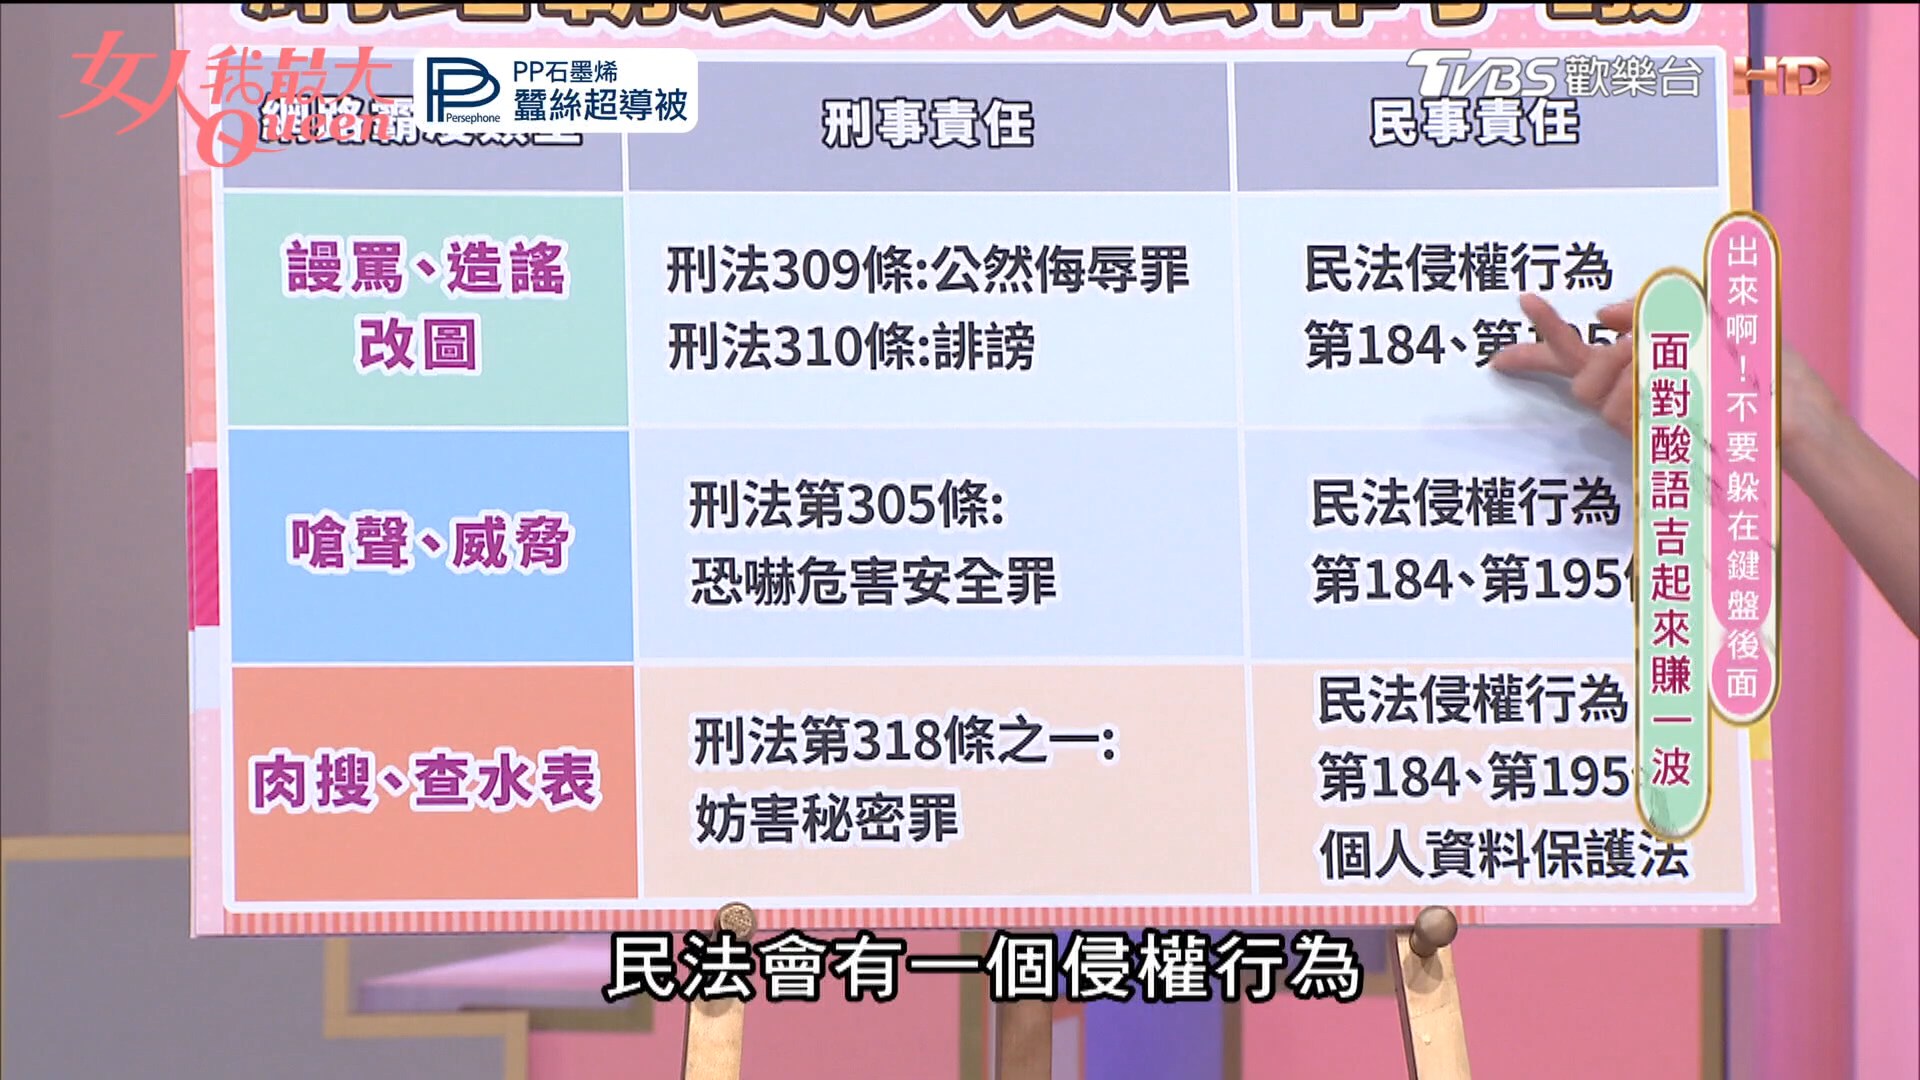 女人我最大
Queen
PP石墨烯
蠶絲超導被
Persephone
TVBS歡樂台
HD
刑事責任
民事責任
謾罵、造謠
改圖
刑法309條:公然侮辱罪
刑法310條:誹謗
民法侵權行為
第184、第195
嗆聲、威脅
刑法第305條:
恐嚇危害安全罪
民法侵權行為
第184、第195
肉搜、查水表
刑法第318條之一:
妨害秘密罪
民法侵權行為
第184、第195
個人資料保護法
出來啊!不要躲在鍵盤後面
面對酸語吉起來賺一波
民法會有一個侵權行為